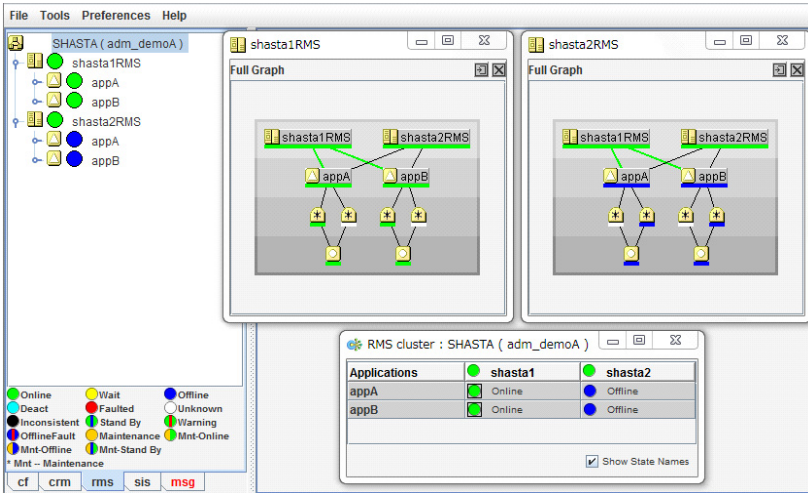 File Tools Preferences Help
SHASTA ( adm_demoA )
shasta1RMS
appA
appB
shasta2RMS
appA
appB
shasta1RMS
Full Graph
shasta1RMS shasta2RMS
appA appB
shasta2RMS
Full Graph
shasta1RMS shasta2RMS
appA appB
RMS cluster : SHASTA ( adm_demoA )
Applications shasta1 shasta2
appA Online Offline
appB Online Offline
Show State Names
Online Wait Offline
Deact Faulted Unknown
Inconsistent Stand By Warning
OfflineFault Maintenance Mnt-Online
Mnt-Offline Mnt-Stand By
* Mnt -- Maintenance
cf crm rms sis msg